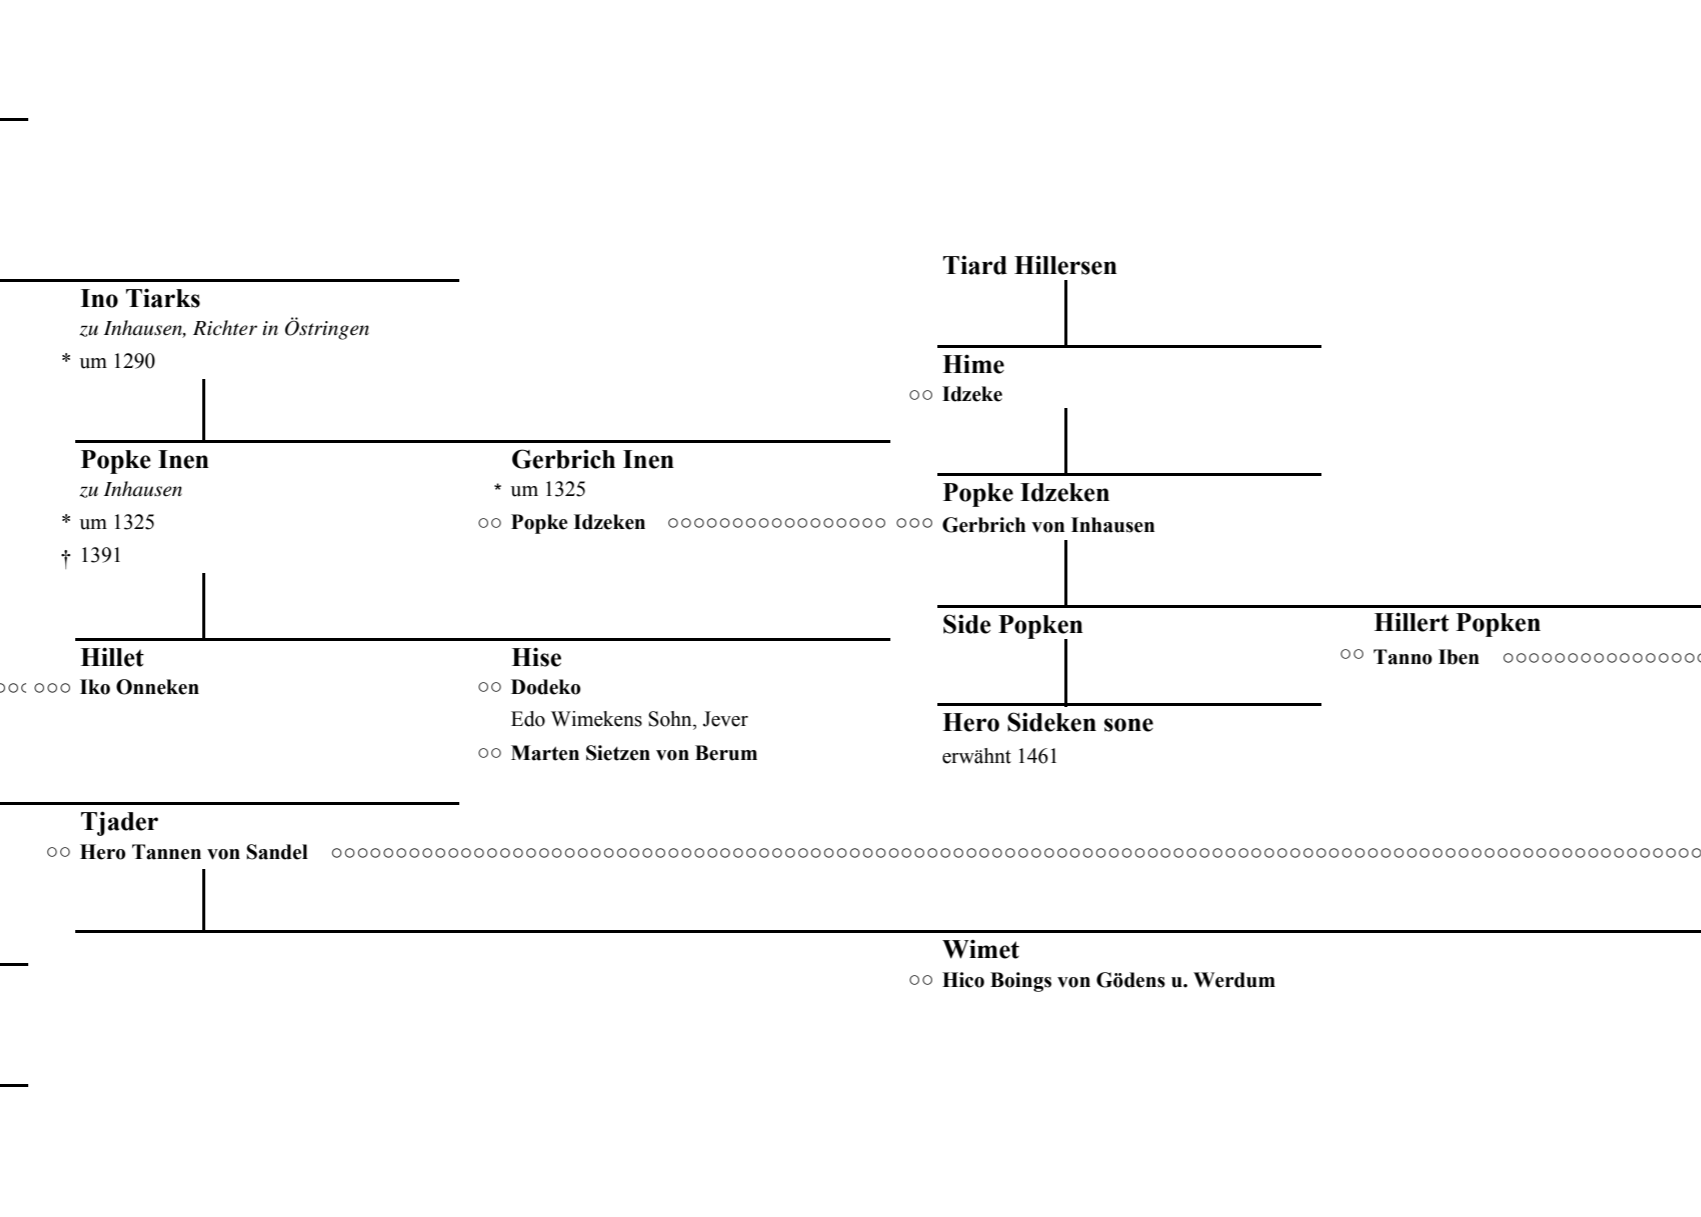 Tiard Hillersen
Ino Tiarks
zu Inhausen, Richter in Östringen
* um 1290
Hime
○○ Idzeke
Popke Inen
zu Inhausen
* um 1325
† 1391
Gerbrich Inen
* um 1325
○○ Popke Idzeken
Popke Idzeken
Gerbrich von Inhausen
Side Popken
Hillert Popken
○○ Tanno Iben
Hillet
Iko Onneken
Hise
○○ Dodeko
Edo Wimekens Sohn, Jever
○○ Marten Sietzen von Berum
Hero Sideken sone
erwähnt 1461
Tjader
○○ Hero Tannen von Sandel
Wimet
○○ Hico Boings von Gödens u. Werdum